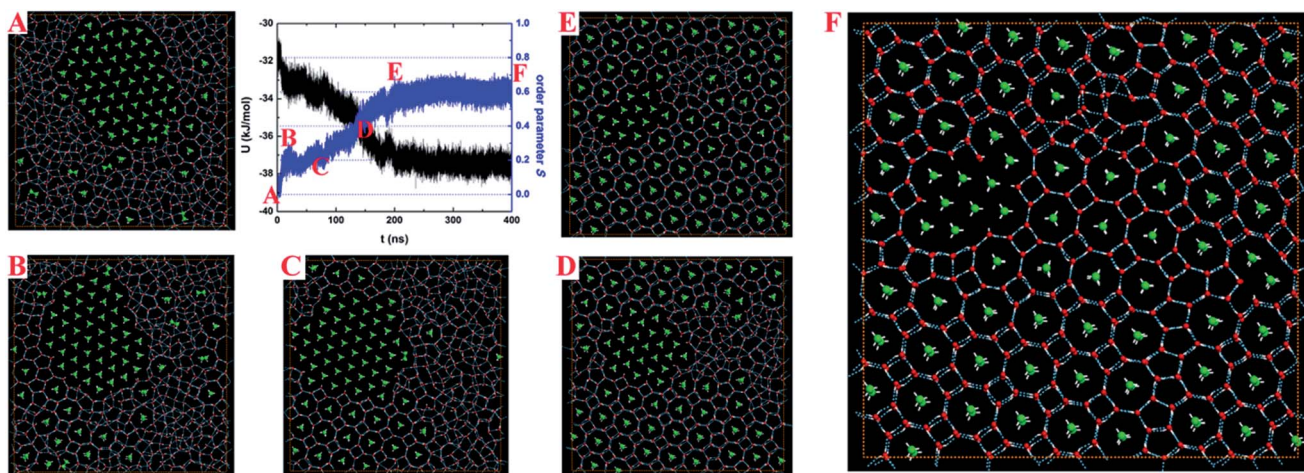 A
-30
-32
-34
-36
-38
-40
U (kJ/mol)
0
100
200
300
400
t (ns)
1.0
0.8
0.6
0.4
0.2
0.0
order parameter S
A
B
C
D
E
F
E
F
B
C
D